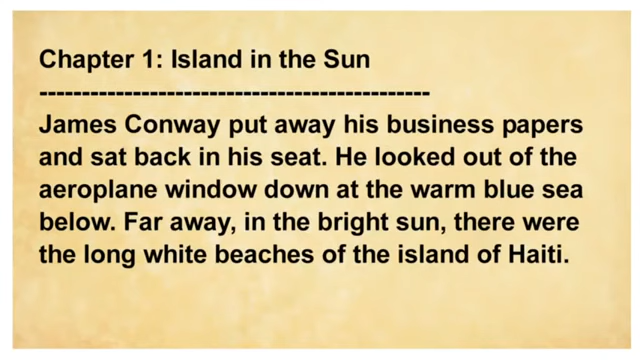 Chapter 1: Island in the Sun
-----------------------------------------------
James Conway put away his business papers
and sat back in his seat. He looked out of the
aeroplane window down at the warm blue sea
below. Far away, in the bright sun, there were
the long white beaches of the island of Haiti.